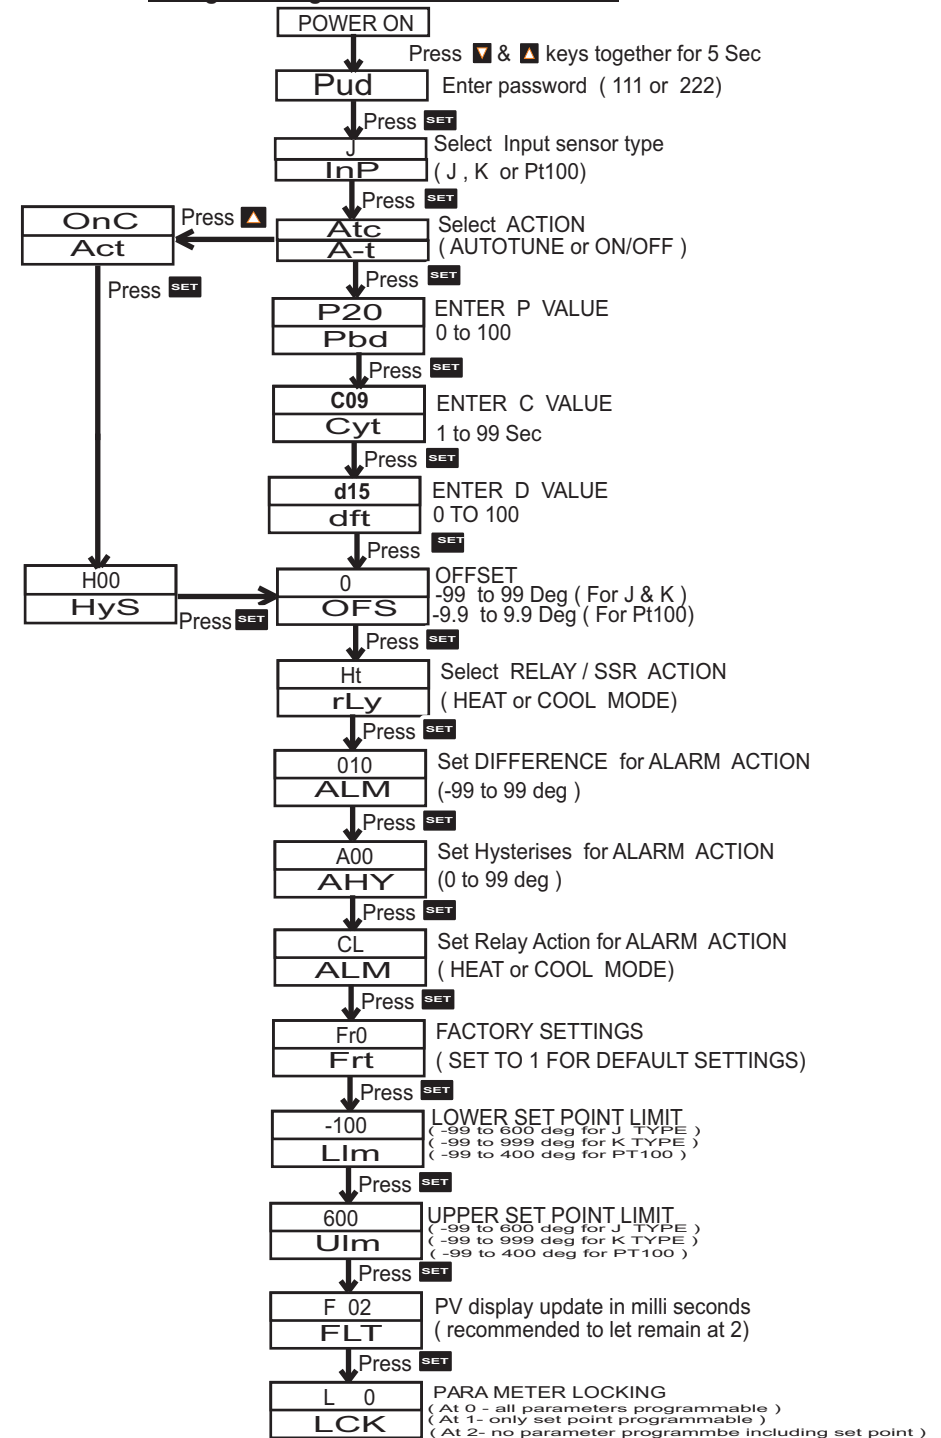 POWER ON
Press & keys together for 5 Sec
Pud
Enter password ( 111 or 222)
Press SET
J
InP
Select Input sensor type
( J , K or Pt100)
Press SET
OnC
Act
Press
Atc
A-t
Select ACTION
( AUTOTUNE or ON/OFF )
Press SET
Press SET
P20
Pbd
ENTER P VALUE
0 to 100
Press SET
C09
Cyt
ENTER C VALUE
1 to 99 Sec
Press SET
d15
dft
ENTER D VALUE
0 TO 100
Press SET
H00
HyS
Press SET
0
OFS
OFFSET
-99 to 99 Deg ( For J & K )
-9.9 to 9.9 Deg ( For Pt100)
Press SET
Ht
rLy
Select RELAY / SSR ACTION
( HEAT or COOL MODE)
Press SET
010
ALM
Set DIFFERENCE for ALARM ACTION
(-99 to 99 deg )
Press SET
A00
AHY
Set Hysterises for ALARM ACTION
(0 to 99 deg )
Press SET
CL
ALM
Set Relay Action for ALARM ACTION
( HEAT or COOL MODE)
Press SET
Fr0
Frt
FACTORY SETTINGS
( SET TO 1 FOR DEFAULT SETTINGS)
Press SET
-100
LIm
LOWER SET POINT LIMIT
( -99 to 600 deg for J TYPE )
( -99 to 999 deg for K TYPE )
( -99 to 400 deg for PT100 )
Press SET
600
UIm
UPPER SET POINT LIMIT
( -99 to 600 deg for J TYPE )
( -99 to 999 deg for K TYPE )
( -99 to 400 deg for PT100 )
Press SET
F 02
FLT
PV display update in milli seconds
( recommended to let remain at 2)
Press SET
L 0
LCK
PARA METER LOCKING
( At 0 - all parameters programmable )
( At 1- only set point programmable )
( At 2- no parameter programmbe including set point )